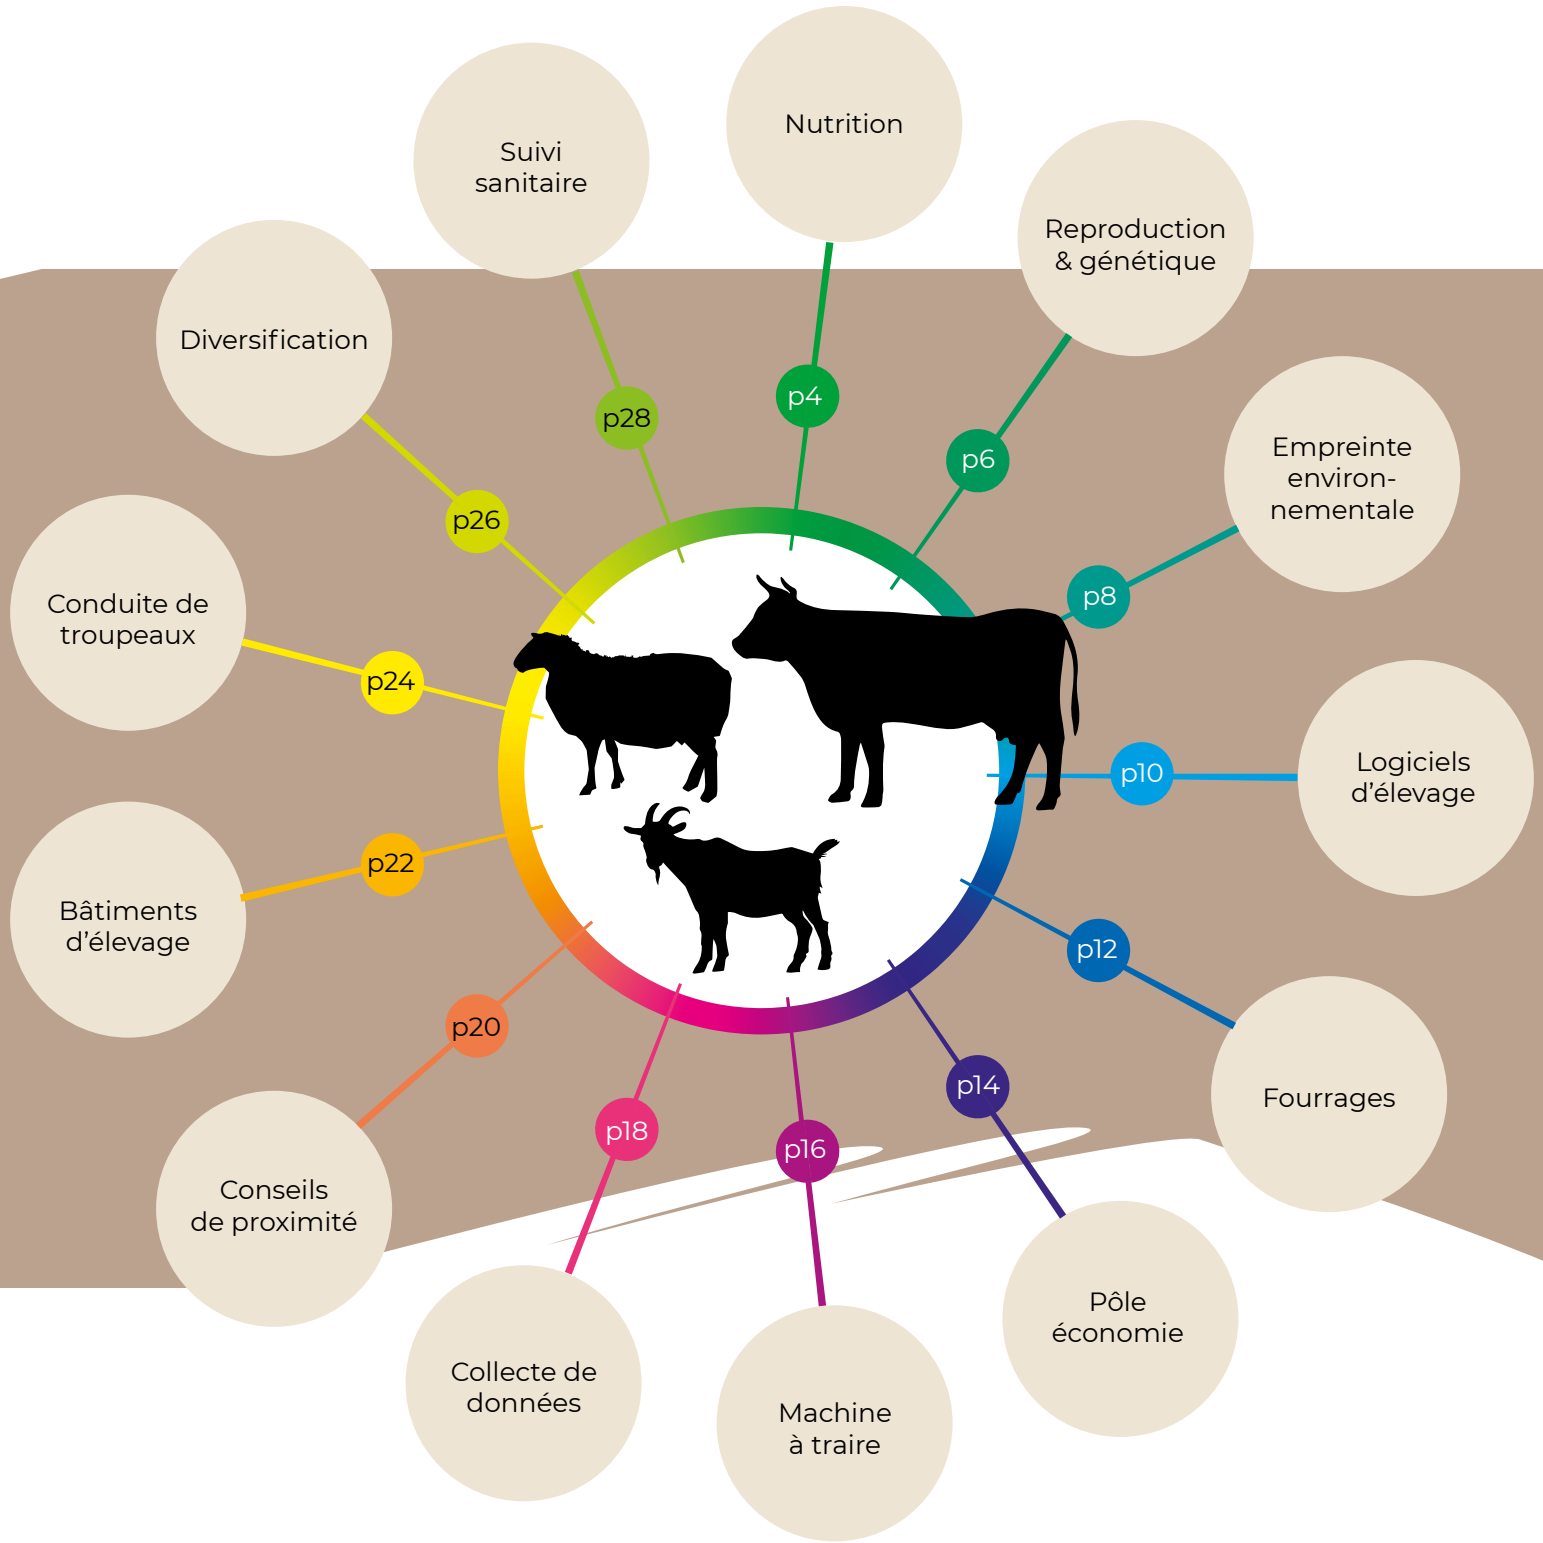 Nutrition
p4
Reproduction
& génétique
p6
Empreinte
environ-
nementale
p8
Logiciels
d’élevage
p10
Fourrages
p12
Pôle
économie
p14
Machine
à traire
p16
Collecte de
données
p18
Conseils
de proximité
p20
Bâtiments
d’élevage
p22
Conduite de
troupeaux
p24
Diversification
p26
Suivi
sanitaire
p28